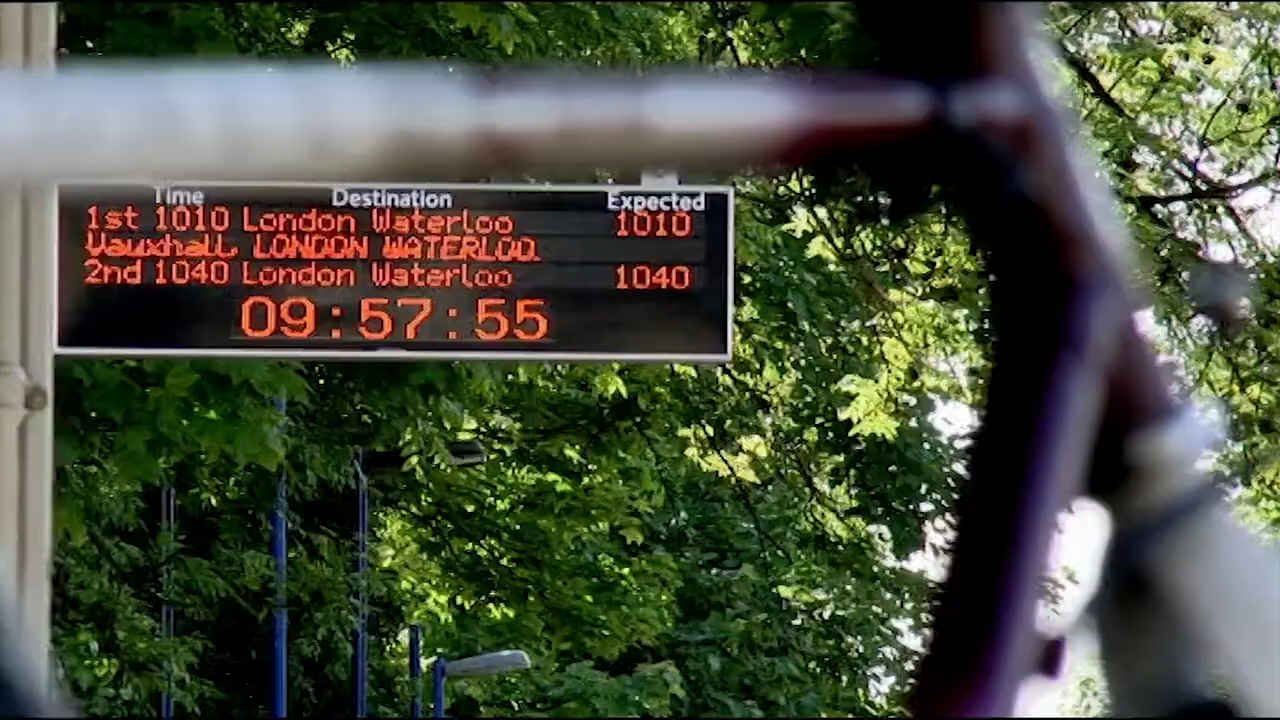 Time Destination Expected
1st 1010 London Waterloo 1010
Vauxhall, LONDON WATERLOO.
2nd 1040 London Waterloo 1040
09:57:55